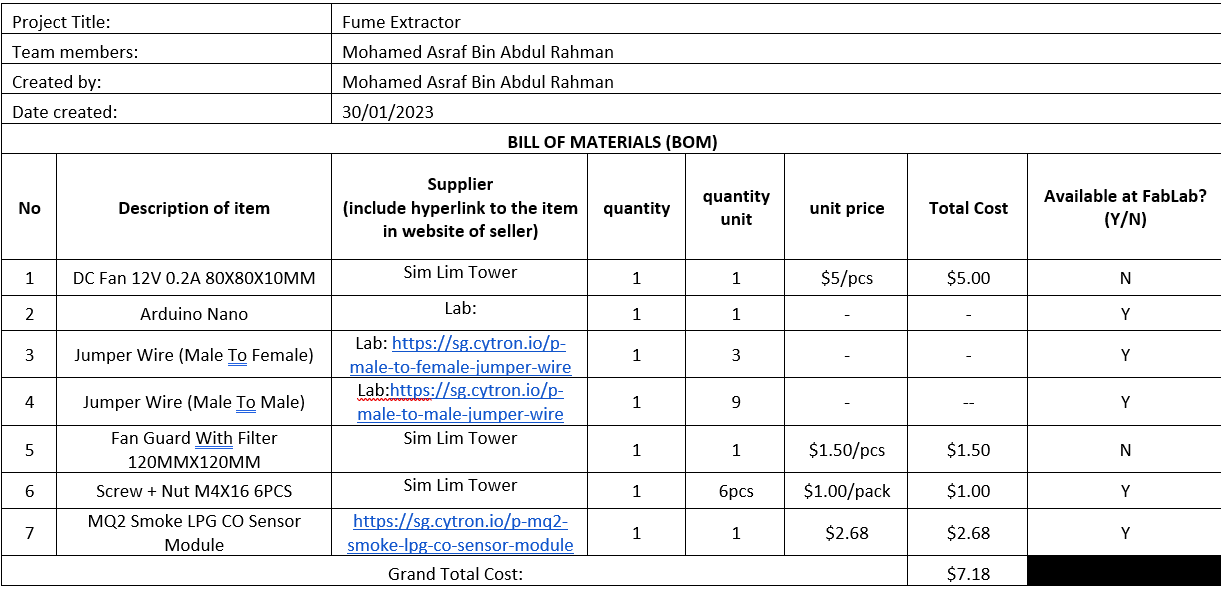 Project Title: Fume Extractor
Team members: Mohamed Asraf Bin Abdul Rahman
Created by: Mohamed Asraf Bin Abdul Rahman
Date created: 30/01/2023
BILL OF MATERIALS (BOM)
No Description of item Supplier (include hyperlink to the item in website of seller) quantity quantity unit unit price Total Cost Available at FabLab? (Y/N)
1 DC Fan 12V 0.2A 80X80X10MM Sim Lim Tower 1 1 $5/pcs $5.00 N
2 Arduino Nano Lab: 1 1 - - Y
3 Jumper Wire (Male To Female) Lab: https://sg.cytron.io/p-male-to-female-jumper-wire 1 3 - - Y
4 Jumper Wire (Male To Male) Lab:https://sg.cytron.io/p-male-to-male-jumper-wire 1 9 - -- Y
5 Fan Guard With Filter 120MMX120MM Sim Lim Tower 1 1 $1.50/pcs $1.50 N
6 Screw + Nut M4X16 6PCS Sim Lim Tower 1 6pcs $1.00/pack $1.00 Y
7 MQ2 Smoke LPG CO Sensor Module https://sg.cytron.io/p-mq2-smoke-lpg-co-sensor-module 1 1 $2.68 $2.68 Y
Grand Total Cost: $7.18